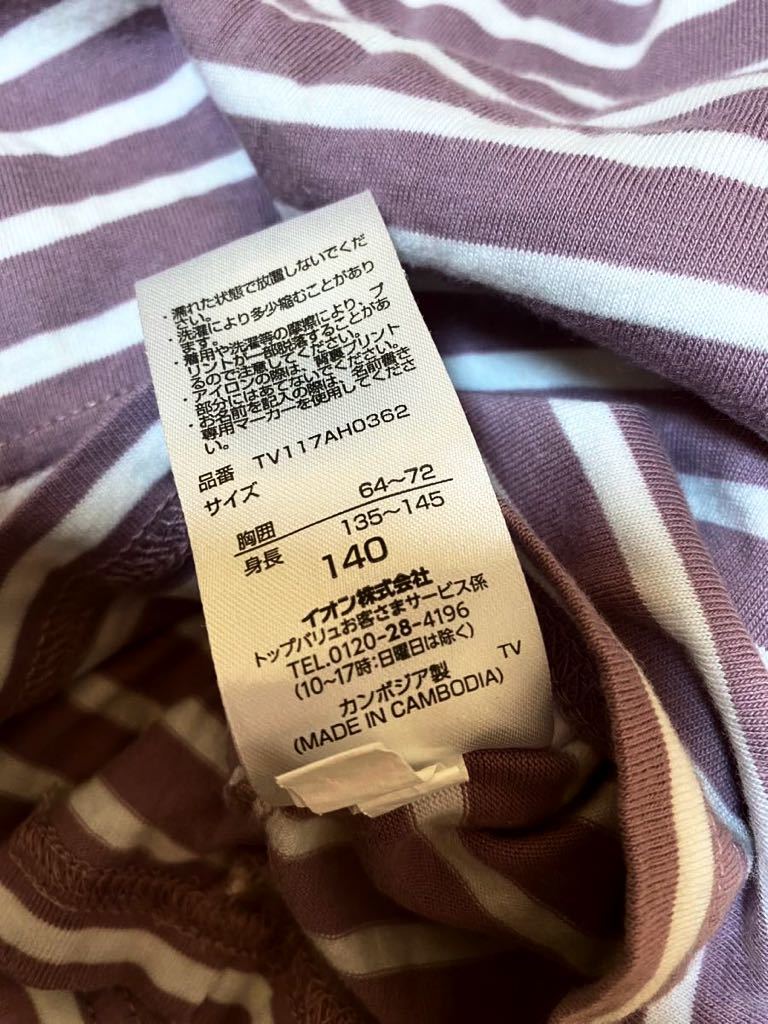 ・濡れた状態で放置しないでくだ
さい。
・洗濯により多少縮むことがあり
ます。
・着用や洗濯等の摩擦により、プ
リントが一部脱落することがあ
るので注意してください。
・アイロンの際は、箔裏プリント
部分にはあてないでください。
・お名前を記入の際は、名前書き
専用マーカーを使用してくださ
い。
品番 TV117AH0362
サイズ
胸囲 64~72
身長 135~145
140
イオン株式会社
トップバリュお客さまサービス係
TEL.0120-28-4196
(10~17時:日曜日は除く)
TV
カンボジア製
(MADE IN CAMBODIA)